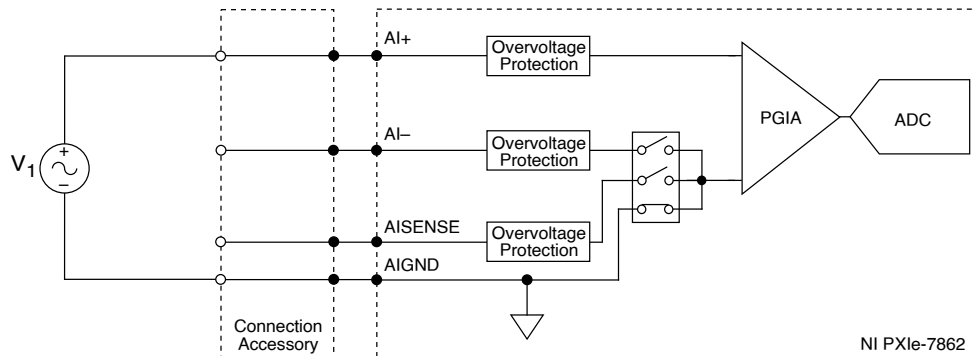 AI+
Overvoltage
Protection
V1
+
−
AI–
Overvoltage
Protection
PGIA
ADC
AISENSE
Overvoltage
Protection
AIGND
Connection
Accessory
NI PXIe-7862